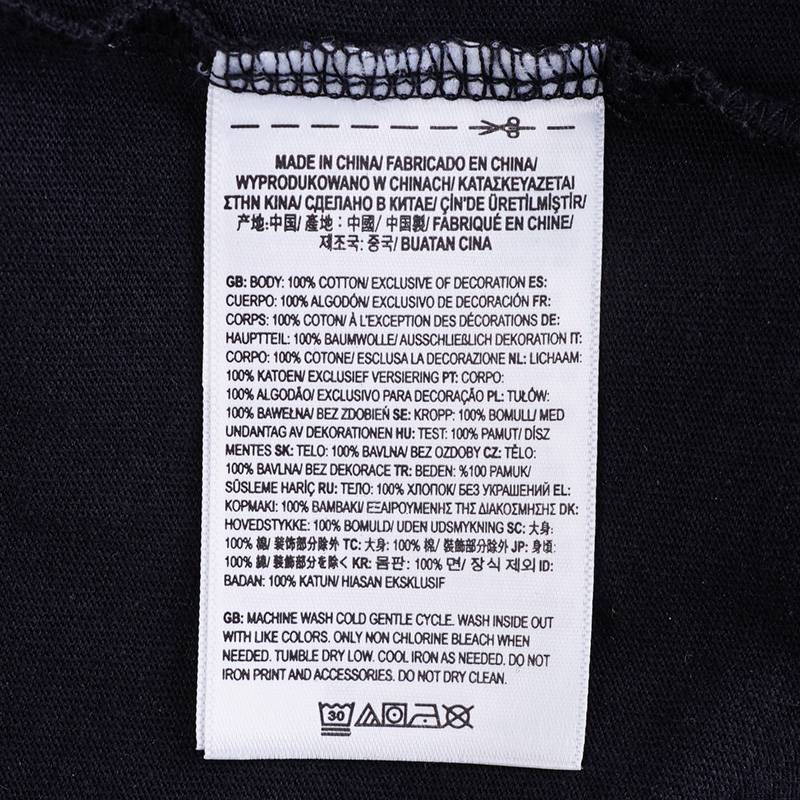 MADE IN CHINA/ FABRICADO EN CHINA/
WYPRODUKOWANO W CHINACH/ ΚΑΤΑΣΚΕΥΑΖΕΤΑΙ
ΣΤΗΝ ΚΙΝΑ/ СДЕЛАНО В КИТАЕ/ ÇİN'DE ÜRETİLMİŞTİR/
产地:中国/ 產地：中國/ 中国製/ FABRIQUÉ EN CHINE/
제조국: 중국/ BUATAN CINA
GB: BODY: 100% COTTON/ EXCLUSIVE OF DECORATION ES:
CUERPO: 100% ALGODÓN/ EXCLUSIVO DE DECORACIÓN FR:
CORPS: 100% COTON/ À L'EXCEPTION DES DÉCORATIONS DE:
HAUPTTEIL: 100% BAUMWOLLE/ AUSSCHLIEßLICH DEKORATION IT:
CORPO: 100% COTONE/ ESCLUSA LA DECORAZIONE NL: LICHAAM:
100% KATOEN/ EXCLUSIEF VERSIERING PT: CORPO:
100% ALGODÃO/ EXCLUSIVO PARA DECORAÇÃO PL: TUŁÓW:
100% BAWEŁNA/ BEZ ZDOBIEŃ SE: KROPP: 100% BOMULL/ MED
UNDANTAG AV DEKORATIONEN HU: TEST: 100% PAMUT/ DÍSZ
MENTES SK: TELO: 100% BAVLNA/ BEZ OZDOBY CZ: TĚLO:
100% BAVLNA/ BEZ DEKORACE TR: BEDEN: %100 PAMUK/
SÜSLEME HARİÇ RU: ТЕЛО: 100% ХЛОПОК/ БЕЗ УКРАШЕНИЙ EL:
ΚΟΡΜΑΚΙ: 100% ΒΑΜΒΑΚΙ/ ΕΞΑΙΡΟΥΜΕΝΗΣ ΤΗΣ ΔΙΑΚΟΣΜΗΣΗΣ DK:
HOVEDSTYKKE: 100% BOMULD/ UDEN UDSMYKNING SC: 大身:
100% 棉/ 装饰部分除外 TC: 大身: 100% 棉/ 裝飾部分除外 JP: 身頃:
100% 綿/ 装飾部分を除く KR: 몸판: 100% 면/ 장식 제외 ID:
BADAN: 100% KATUN/ HIASAN EKSKLUSIF
GB: MACHINE WASH COLD GENTLE CYCLE. WASH INSIDE OUT
WITH LIKE COLORS. ONLY NON CHLORINE BLEACH WHEN
NEEDED. TUMBLE DRY LOW. COOL IRON AS NEEDED. DO NOT
IRON PRINT AND ACCESSORIES. DO NOT DRY CLEAN.
30